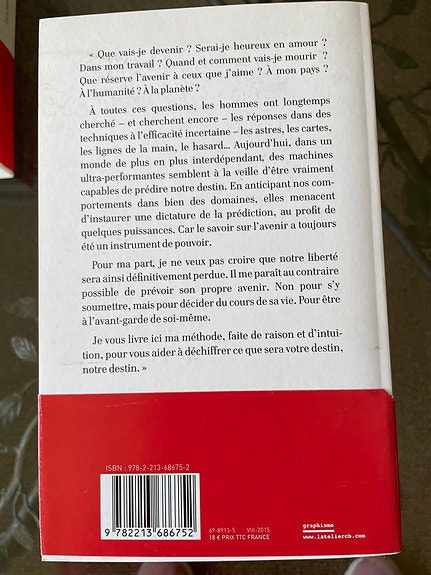 « Que vais-je devenir ? Serai-je heureux en amour ?
Dans mon travail ? Quand et comment vais-je mourir ?
Que réserve l'avenir à ceux que j'aime ? À mon pays ?
À l'humanité ? À la planète ?
À toutes ces questions, les hommes ont longtemps
cherché – et cherchent encore – les réponses dans des
techniques à l'efficacité incertaine – les astres, les cartes,
les lignes de la main, le hasard... Aujourd'hui, dans un
monde de plus en plus interdépendant, des machines
ultra-performantes semblent à la veille d'être vraiment
capables de prédire notre destin. En anticipant nos com-
portements dans bien des domaines, elles menacent
d'instaurer une dictature de la prédiction, au profit de
quelques puissances. Car le savoir sur l'avenir a toujours
été un instrument de pouvoir.
Pour ma part, je ne veux pas croire que notre liberté
sera ainsi définitivement perdue. Il me paraît au contraire
possible de prévoir son propre avenir. Non pour s'y
soumettre, mais pour décider du cours de sa vie. Pour être
à l'avant-garde de soi-même.
Je vous livre ici ma méthode, faite de raison et d'intui-
tion, pour vous aider à déchiffrer ce que sera votre destin,
notre destin. »
ISBN : 978-2-213-68675-2
9 782213 686752
69-8913-5 VIII-2015
18 € PRIX TTC FRANCE
graphisme
www.lateliercb.com